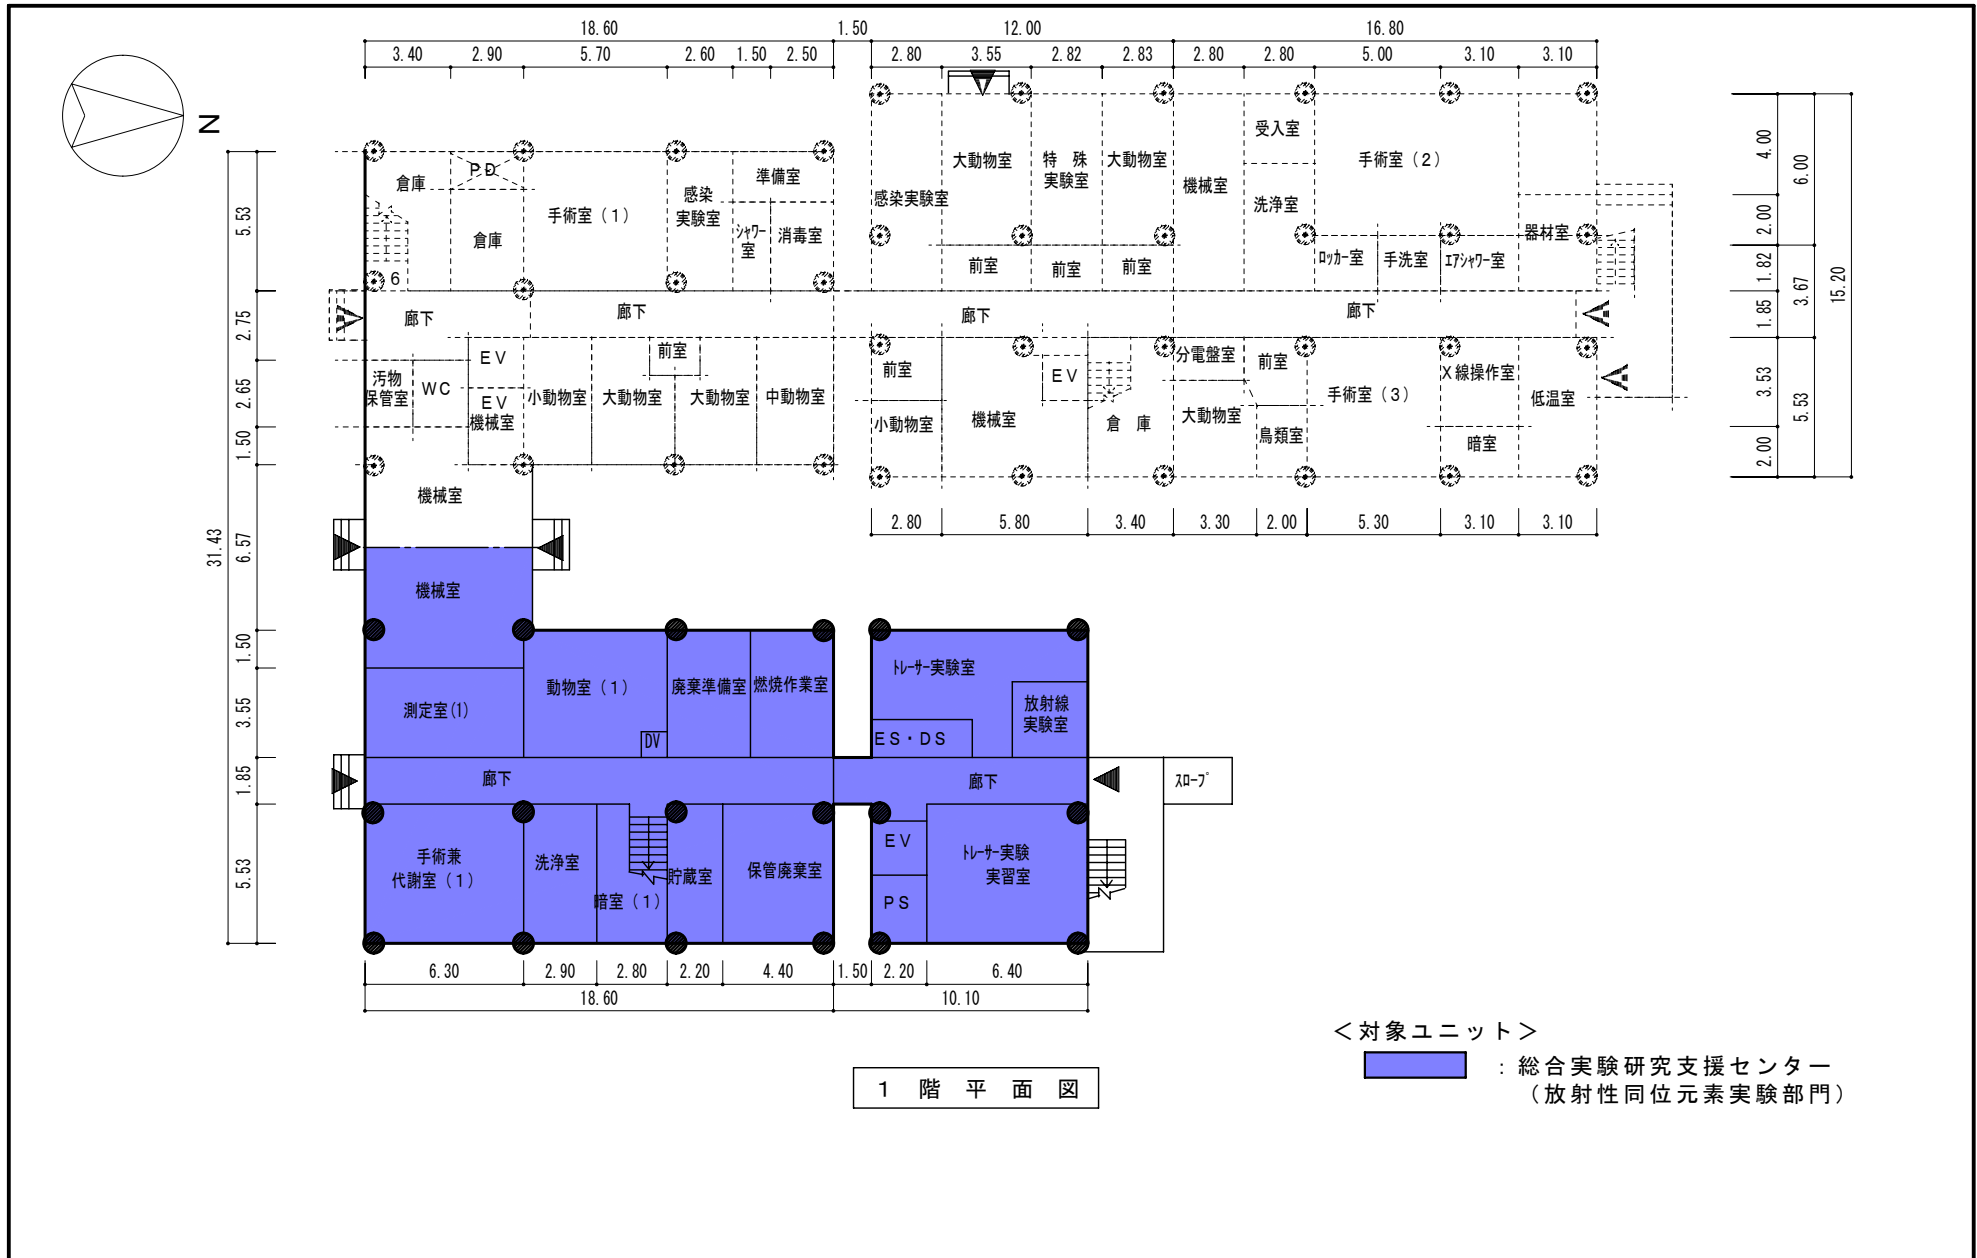 18.60
1.50
12.00
16.80
3.40
2.90
5.70
2.60
1.50
2.50
2.80
3.55
2.82
2.83
2.80
2.80
5.00
3.10
3.10
N
倉庫
PD
倉庫
手術室(1)
感染
実験室
準備室
シャワー
室
消毒室
感染実験室
大動物室
特 殊
実験室
大動物室
機械室
受入室
洗浄室
手術室(2)
器材室
前室
前室
前室
ロッカー室
手洗室
エアシャワー室
6
廊下
廊下
廊下
廊下
汚物
保管室
WC
EV
EV
機械室
小動物室
大動物室
前室
大動物室
中動物室
前室
小動物室
機械室
EV
倉 庫
分電盤室
大動物室
前室
鳥類室
手術室(3)
X線操作室
暗室
低温室
4.00
2.00
1.82
1.85
3.53
2.00
6.00
3.67
5.53
15.20
2.80
5.80
3.40
3.30
2.00
5.30
3.10
3.10
5.53
2.75
2.65
1.50
6.57
1.50
3.55
1.85
5.53
31.43
機械室
機械室
測定室(1)
動物室(1)
DV
廃棄準備室
燃焼作業室
トレーサー実験室
放射線
実験室
ES・DS
廊下
廊下
スロープ
手術兼
代謝室(1)
洗浄室
暗室(1)
貯蔵室
保管廃棄室
EV
PS
トレーサー実験
実習室
6.30
2.90
2.80
2.20
4.40
1.50
2.20
6.40
18.60
10.10
1 階 平 面 図
<対象ユニット>
:総合実験研究支援センター
(放射性同位元素実験部門)